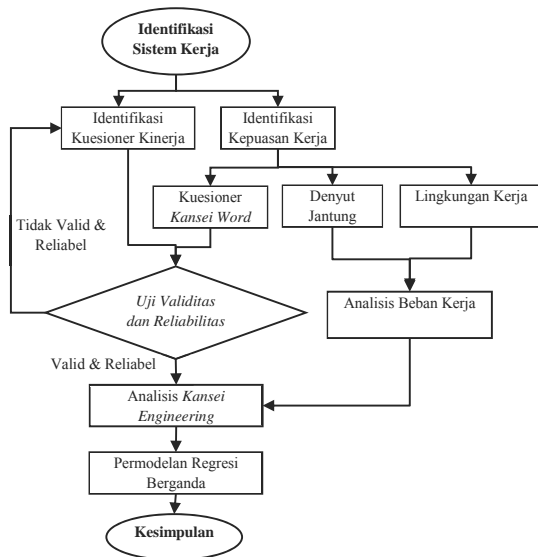 Identifikasi
Sistem Kerja
Identifikasi
Kuesioner Kinerja
Identifikasi
Kepuasan Kerja
Kuesioner
Kansei Word
Denyut
Jantung
Lingkungan Kerja
Tidak Valid &
Reliabel
Uji Validitas
dan Reliabilitas
Analisis Beban Kerja
Valid & Reliabel
Analisis Kansei
Engineering
Permodelan Regresi
Berganda
Kesimpulan